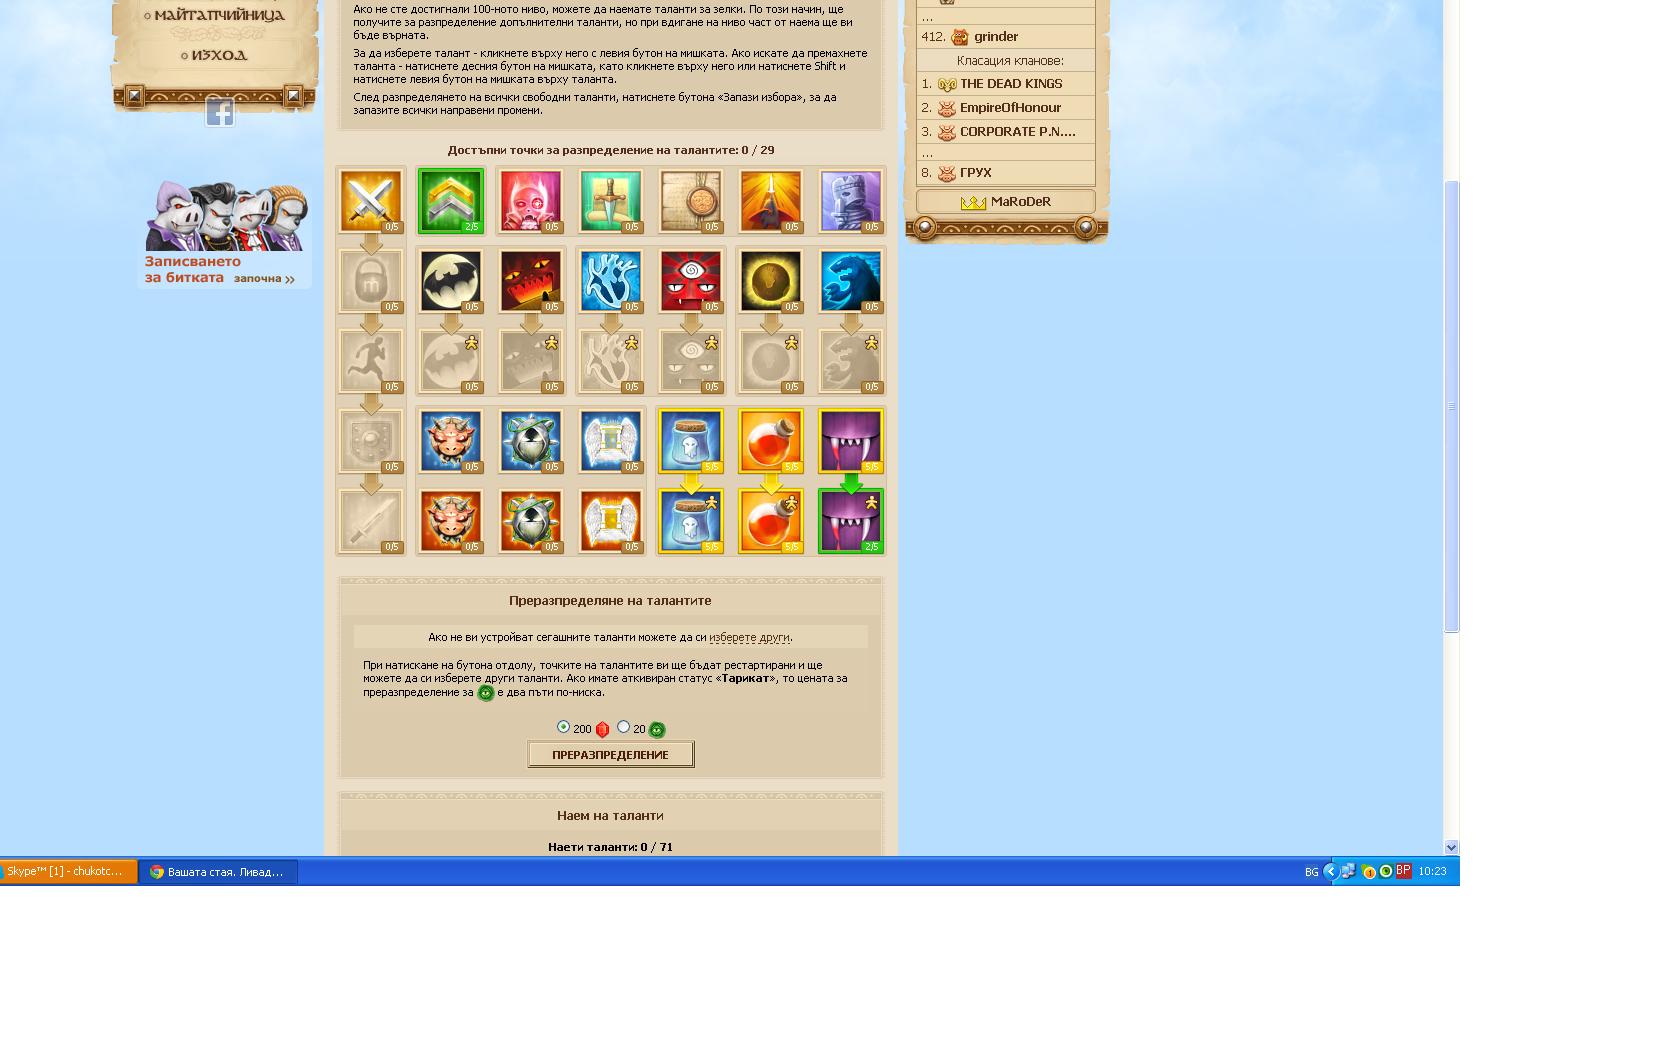 МАЙТАПЧИЙНИЦА
ИЗХОД
Записването
за битката започна »
Ако не сте достигнали 100-ното ниво, можете да наемате таланти за зелки. По този начин, ще
получите за разпределение допълнителни таланти, но при вдигане на ниво част от наема ще ви
бъде върната.
За да изберете талант - кликнете върху него с левия бутон на мишката. Ако искате да премахнете
таланта - натиснете десния бутон на мишката, като кликнете върху него или натиснете Shift и
натиснете левия бутон на мишката върху таланта.
След разпределянето на всички свободни таланти, натиснете бутона «Запази избора», за да
запазите всички направени промени.
Достъпни точки за разпределение на талантите: 0 / 29
0/5 2/5 0/5 0/5 0/5 0/5 0/5
0/5 0/5 0/5 0/5 0/5 0/5 0/5
0/5 0/5 0/5 0/5 0/5 0/5 0/5
0/5 0/5 0/5 0/5 5/5 5/5 5/5
0/5 0/5 0/5 0/5 5/5 5/5 2/5
Преразпределяне на талантите
Ако не ви устройват сегашните таланти можете да си изберете други.
При натискане на бутона отдолу, точките на талантите ви ще бъдат рестартирани и ще
можете да си изберете други таланти. Ако имате аткивиран статус «Тарикат», то цената за
преразпределение за е два пъти по-ниска.
200 20
ПРЕРАЗПРЕДЕЛЕНИЕ
Наем на таланти
Наети таланти: 0 / 71
...
412. grinder
Класация кланове:
1. THE DEAD KINGS
2. EmpireOfHonour
3. CORPORATE P.N....
...
8. ГРУХ
MaRoDeR
Skype™ [1] - chukotc...
Вашата стая. Ливад...
BG
BP
10:23